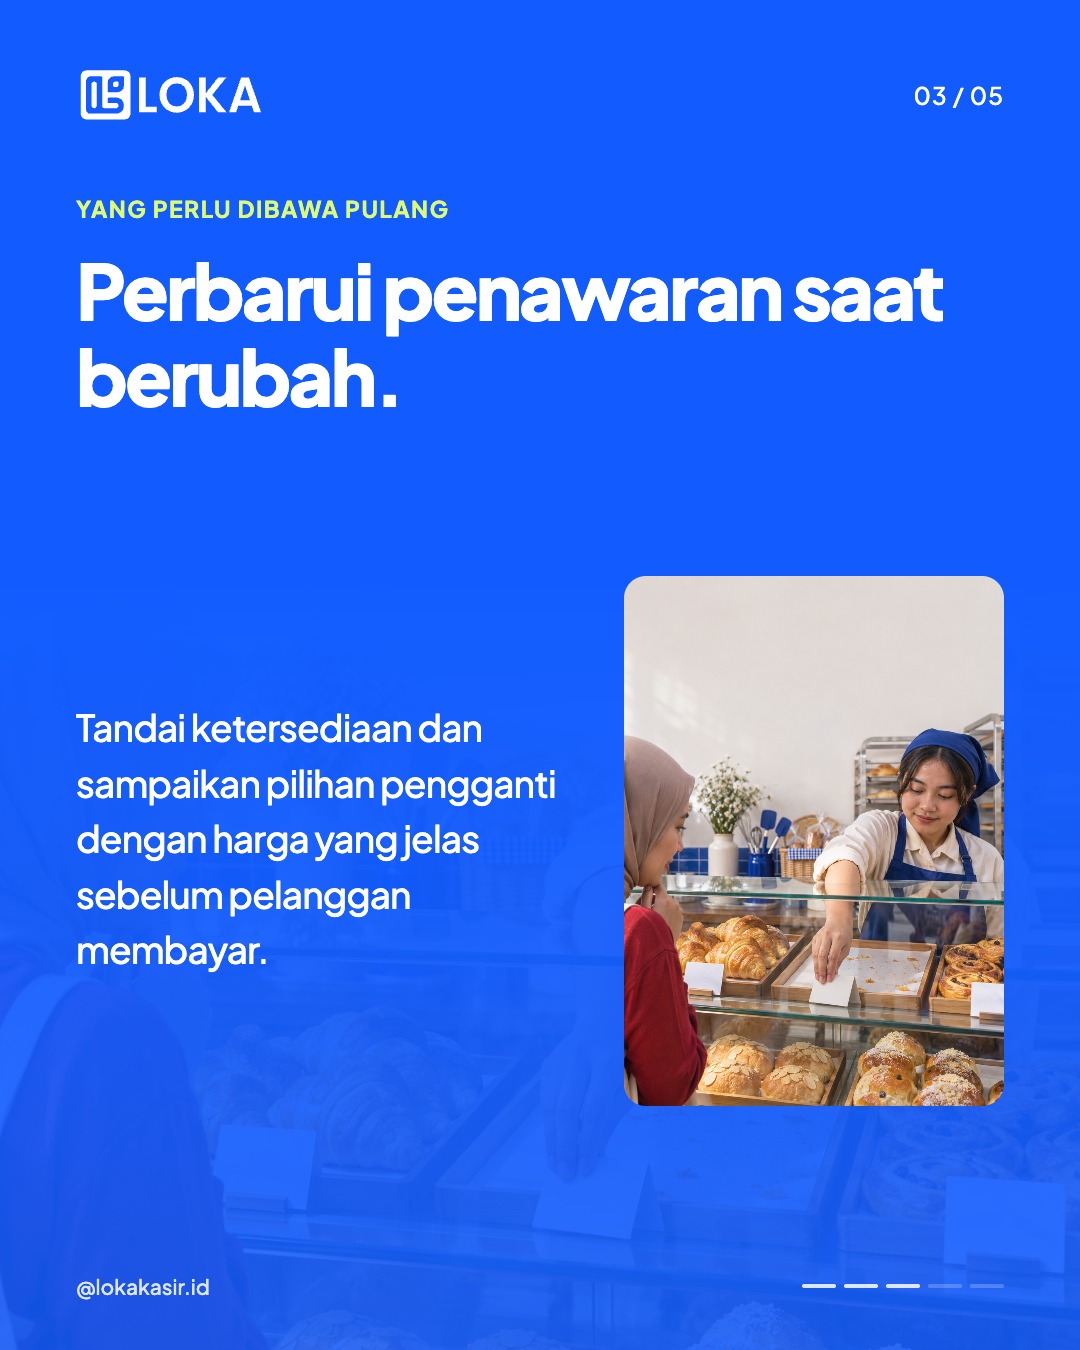 LOKA
03 / 05
YANG PERLU DIBAWA PULANG
Perbarui penawaran saat
berubah.
Tandai ketersediaan dan
sampaikan pilihan pengganti
dengan harga yang jelas
sebelum pelanggan
membayar.
@lokakasir.id